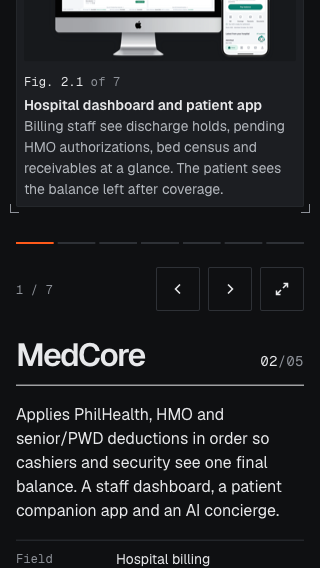 Fig. 2.1 of 7
Hospital dashboard and patient app
Billing staff see discharge holds, pending
HMO authorizations, bed census and
receivables at a glance. The patient sees
the balance left after coverage.
1 / 7
MedCore
02/05
Applies PhilHealth, HMO and
senior/PWD deductions in order so
cashiers and security see one final
balance. A staff dashboard, a patient
companion app and an AI concierge.
Field Hospital billing